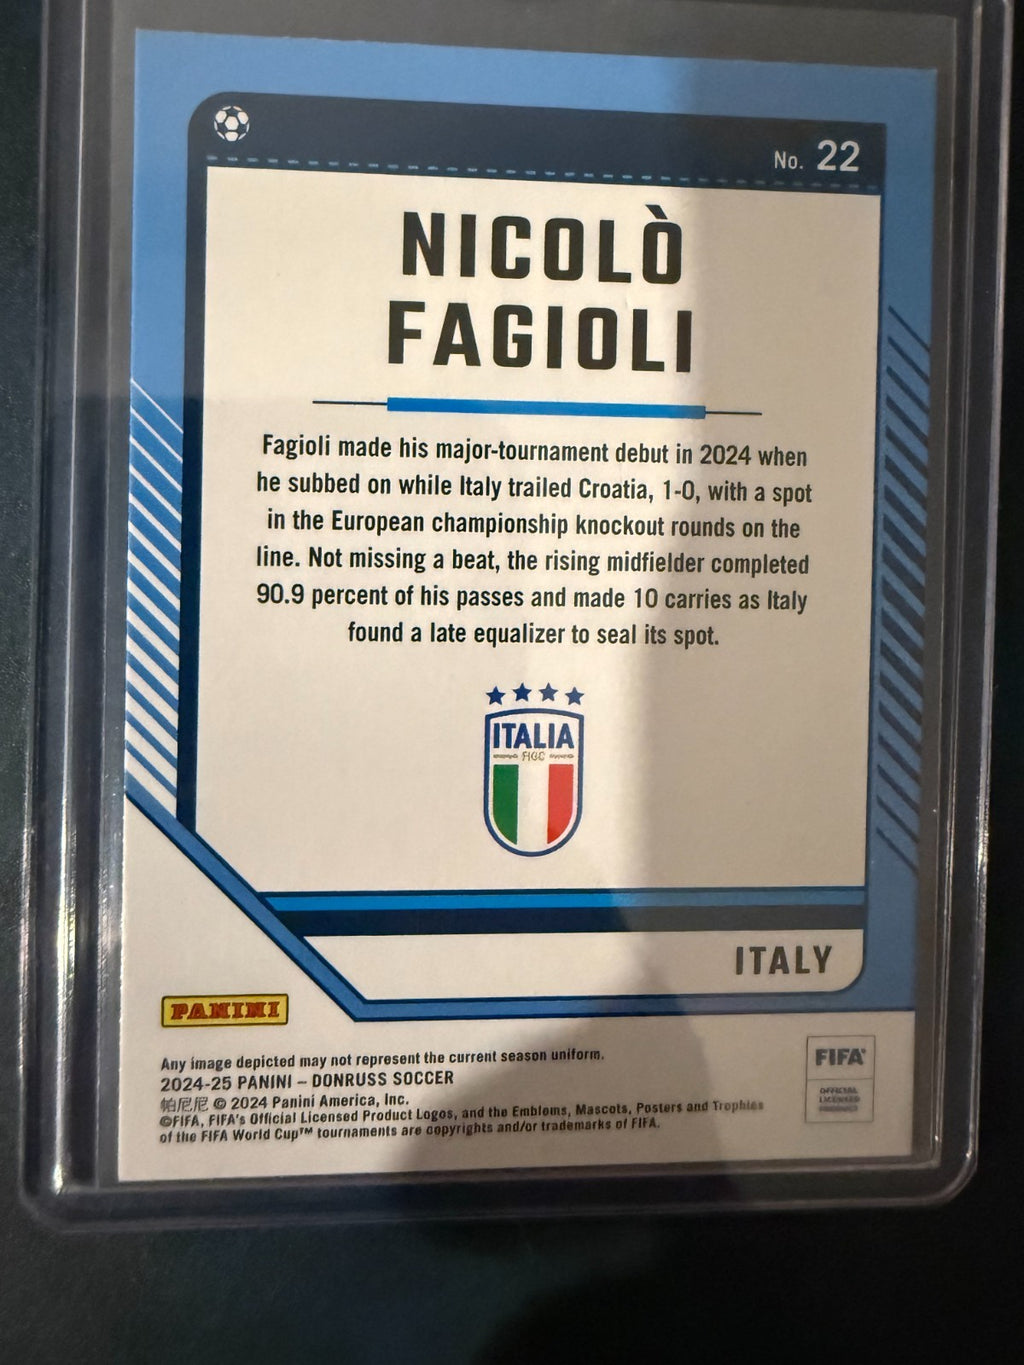 No. 22
NICOLÒ
FAGIOLI
Fagioli made his major-tournament debut in 2024 when
he subbed on while Italy trailed Croatia, 1-0, with a spot
in the European championship knockout rounds on the
line. Not missing a beat, the rising midfielder completed
90.9 percent of his passes and made 10 carries as Italy
found a late equalizer to seal its spot.
ITALIA
FIGC
ITALY
PANINI
Any image depicted may not represent the current season uniform.
2024-25 PANINI – DONRUSS SOCCER
帕尼尼 © 2024 Panini America, Inc.
©FIFA, FIFA's Official Licensed Product Logos, and the Emblems, Mascots, Posters and Trophies
of the FIFA World Cup™ tournaments are copyrights and/or trademarks of FIFA.
FIFA®
OFFICIAL
LICENSED
PRODUCT